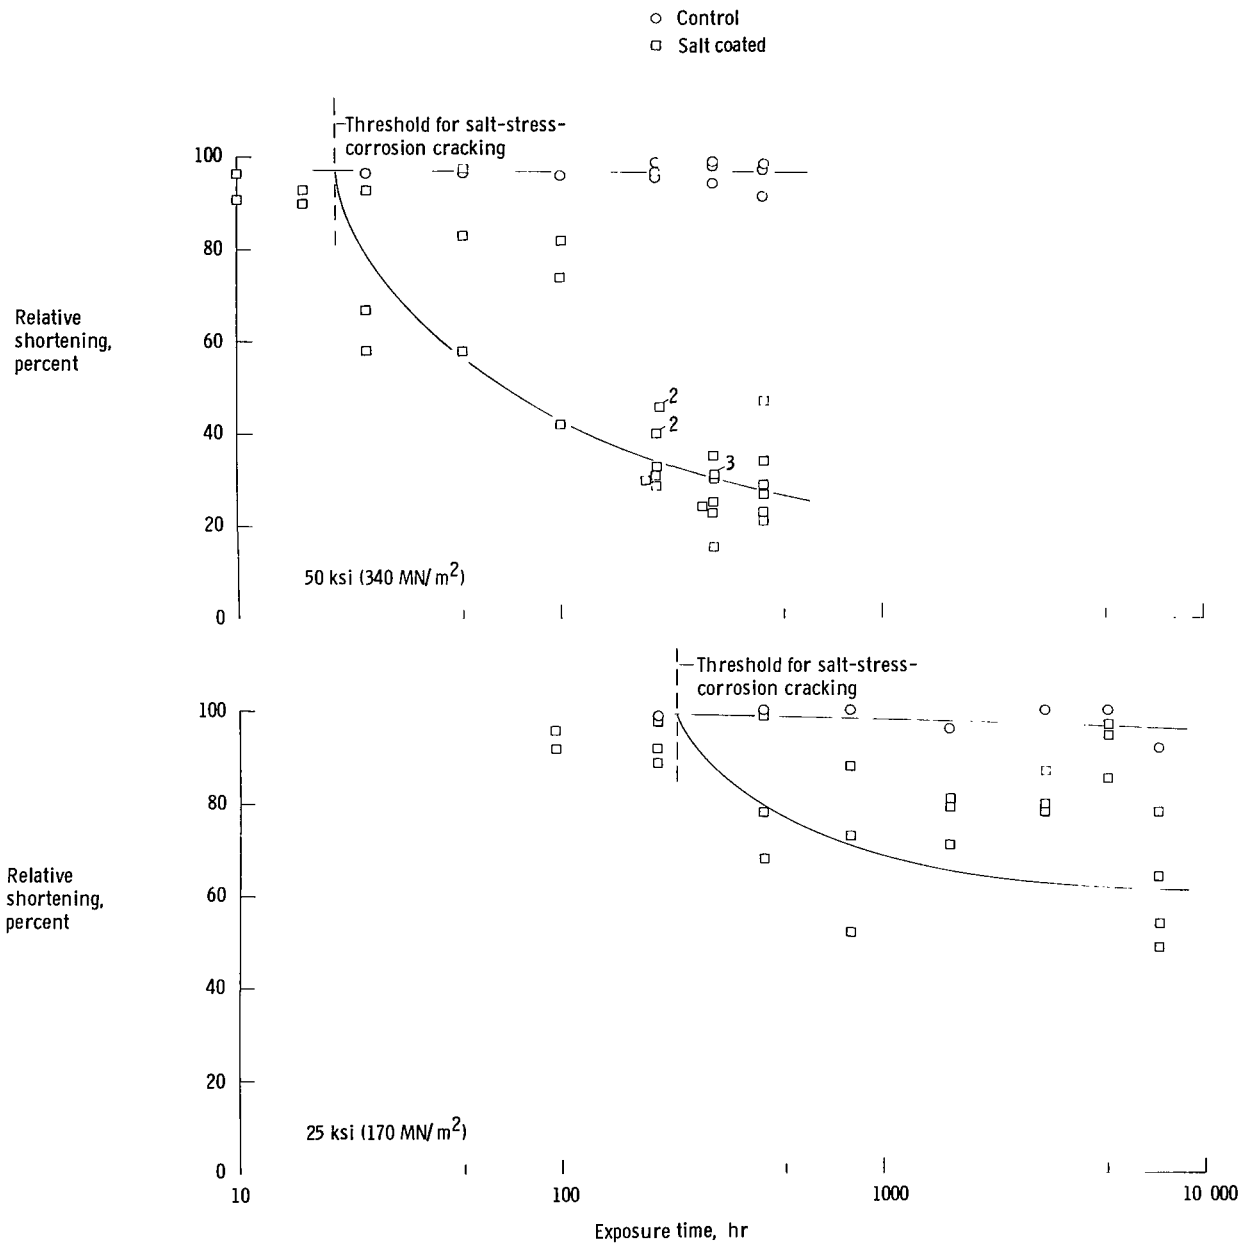 Control
Salt coated
Threshold for salt-stress-
corrosion cracking
100
80
Relative
shortening,
percent
60
2
2
40
3
20
50 ksi (340 MN/m2)
0
Threshold for salt-stress-
corrosion cracking
100
80
Relative
shortening,
percent
60
40
20
25 ksi (170 MN/m2)
0
10
100
1000
10 000
Exposure time, hr